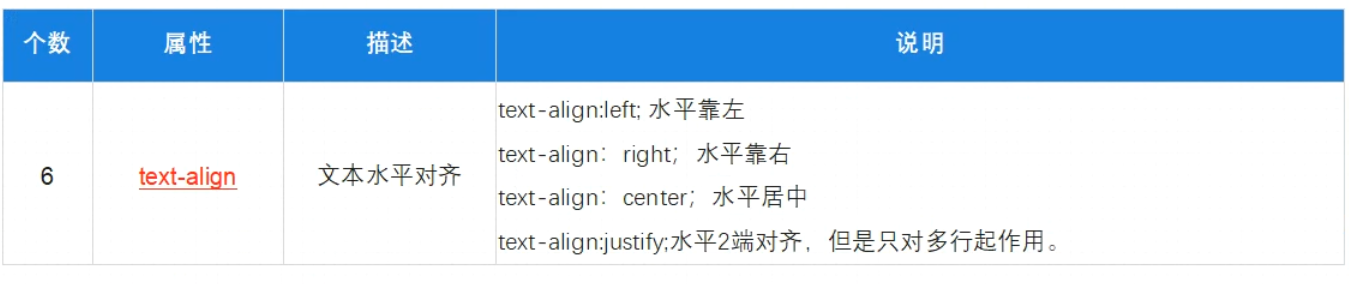 个数 属性 描述 说明
6 text-align 文本水平对齐
text-align:left; 水平靠左
text-align：right；水平靠右
text-align：center；水平居中
text-align:justify;水平2端对齐，但是只对多行起作用。